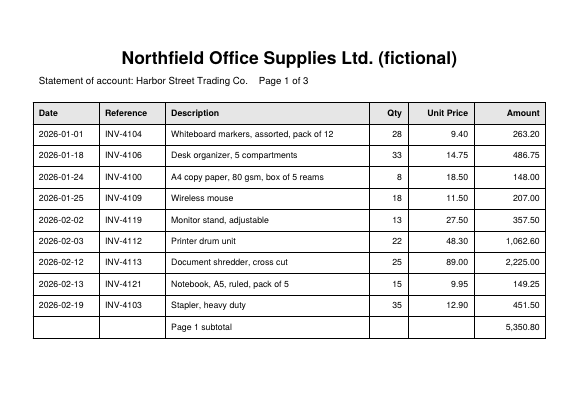 Northfield Office Supplies Ltd. (fictional)
Statement of account: Harbor Street Trading Co. Page 1 of 3
Date Reference Description Qty Unit Price Amount
2026-01-01 INV-4104 Whiteboard markers, assorted, pack of 12 28 9.40 263.20
2026-01-18 INV-4106 Desk organizer, 5 compartments 33 14.75 486.75
2026-01-24 INV-4100 A4 copy paper, 80 gsm, box of 5 reams 8 18.50 148.00
2026-01-25 INV-4109 Wireless mouse 18 11.50 207.00
2026-02-02 INV-4119 Monitor stand, adjustable 13 27.50 357.50
2026-02-03 INV-4112 Printer drum unit 22 48.30 1,062.60
2026-02-12 INV-4113 Document shredder, cross cut 25 89.00 2,225.00
2026-02-13 INV-4121 Notebook, A5, ruled, pack of 5 15 9.95 149.25
2026-02-19 INV-4103 Stapler, heavy duty 35 12.90 451.50
Page 1 subtotal 5,350.80